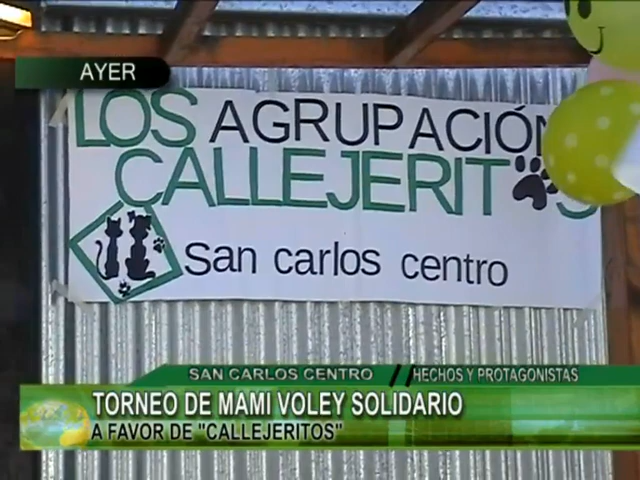 AYER
LOS AGRUPACIÓN
CALLEJERITOS
San carlos centro
SAN CARLOS CENTRO // HECHOS Y PROTAGONISTAS
TORNEO DE MAMI VOLEY SOLIDARIO
A FAVOR DE "CALLEJERITOS"